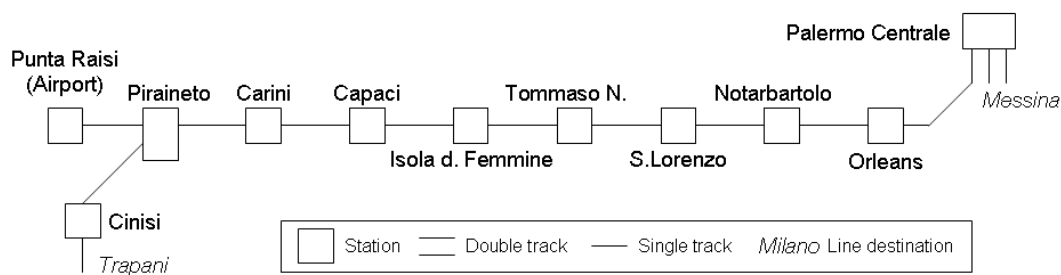 Palermo Centrale
Punta Raisi
(Airport)
Piraineto
Carini
Capaci
Tommaso N.
Notarbartolo
Messina
Isola d. Femmine
S.Lorenzo
Orleans
Cinisi
Trapani
Station
Double track
Single track
Milano Line destination